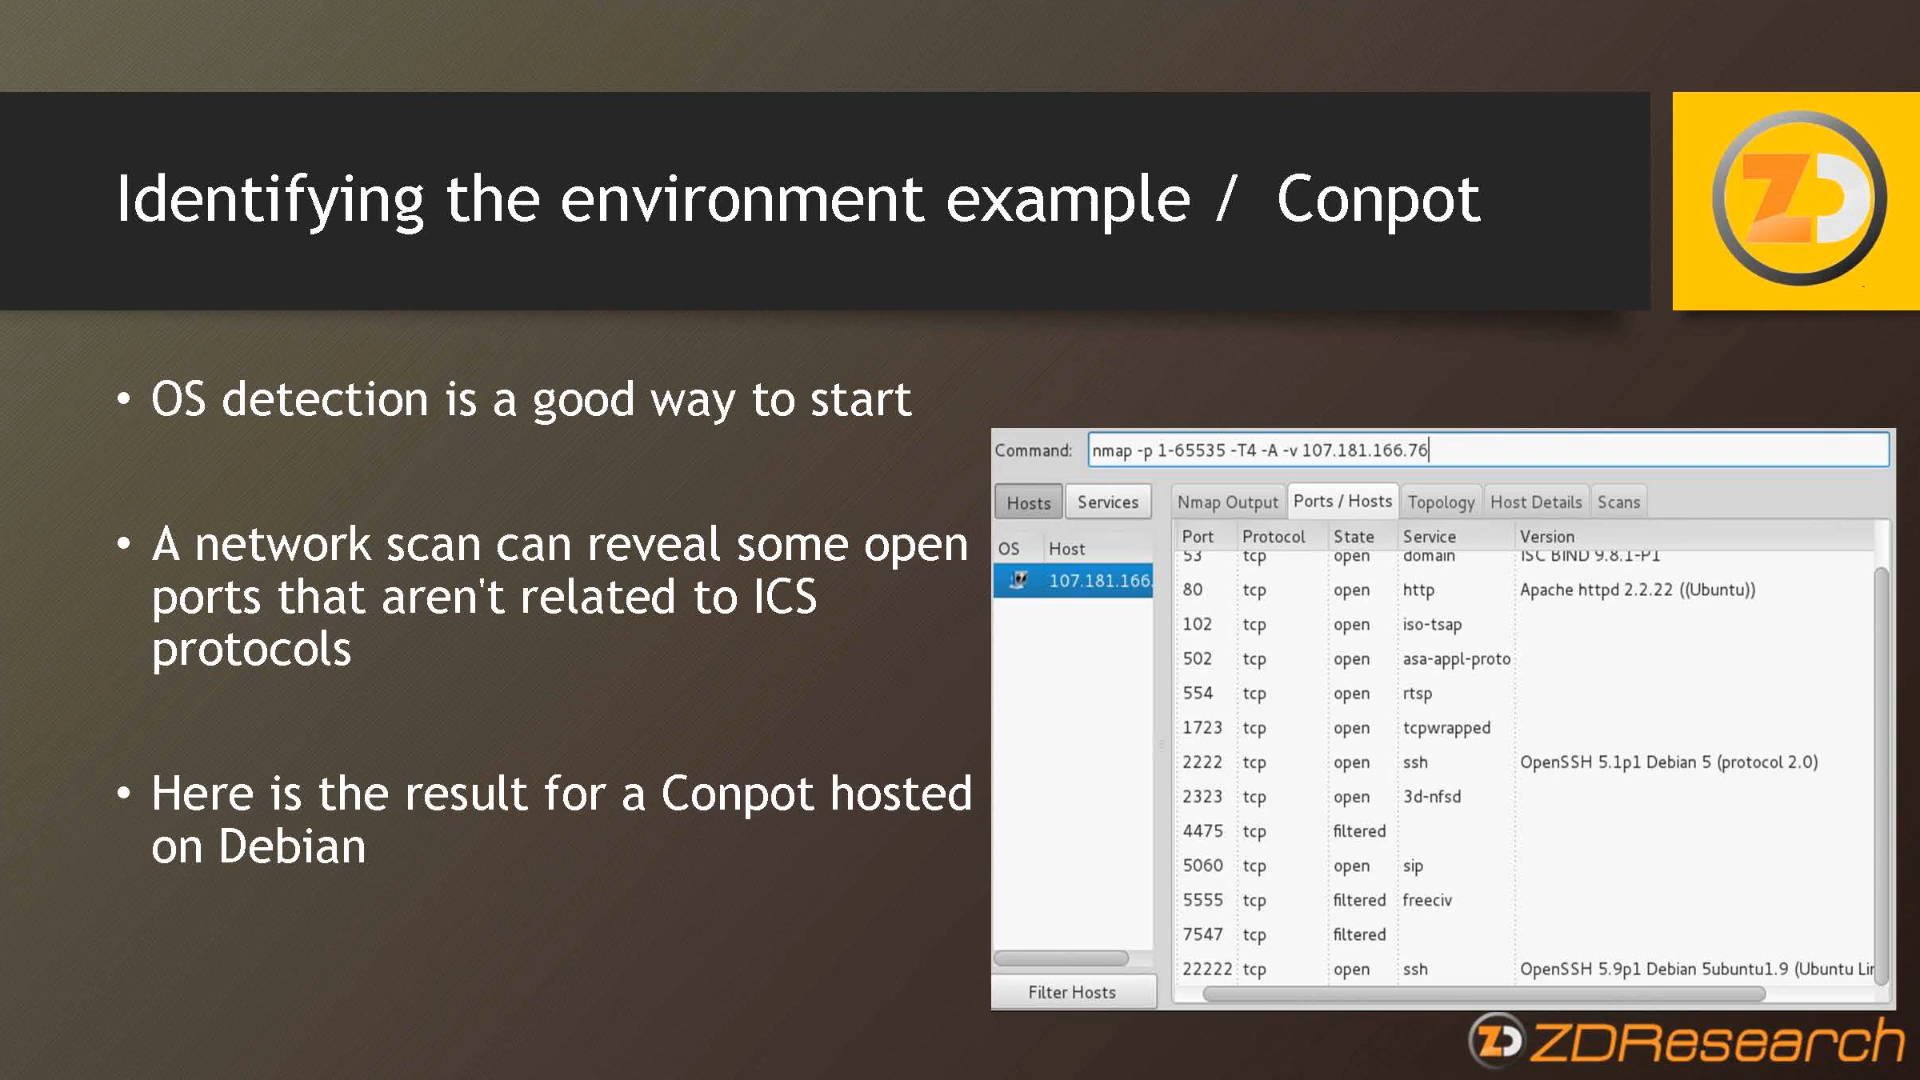 Identifying the environment example / Conpot
ZD
• OS detection is a good way to start
• A network scan can reveal some open
ports that aren't related to ICS
protocols
• Here is the result for a Conpot hosted
on Debian
Command: nmap -p 1-65535 -T4 -A -v 107.181.166.76
Hosts Services Nmap Output Ports / Hosts Topology Host Details Scans
OS Host
107.181.166.
Filter Hosts
Port Protocol State Service Version
53 tcp open domain ISC BIND 9.8.1-P1
80 tcp open http Apache httpd 2.2.22 ((Ubuntu))
102 tcp open iso-tsap
502 tcp open asa-appl-proto
554 tcp open rtsp
1723 tcp open tcpwrapped
2222 tcp open ssh OpenSSH 5.1p1 Debian 5 (protocol 2.0)
2323 tcp open 3d-nfsd
4475 tcp filtered
5060 tcp open sip
5555 tcp filtered freeciv
7547 tcp filtered
22222 tcp open ssh OpenSSH 5.9p1 Debian 5ubuntu1.9 (Ubuntu Lin
ZD ZDResearch